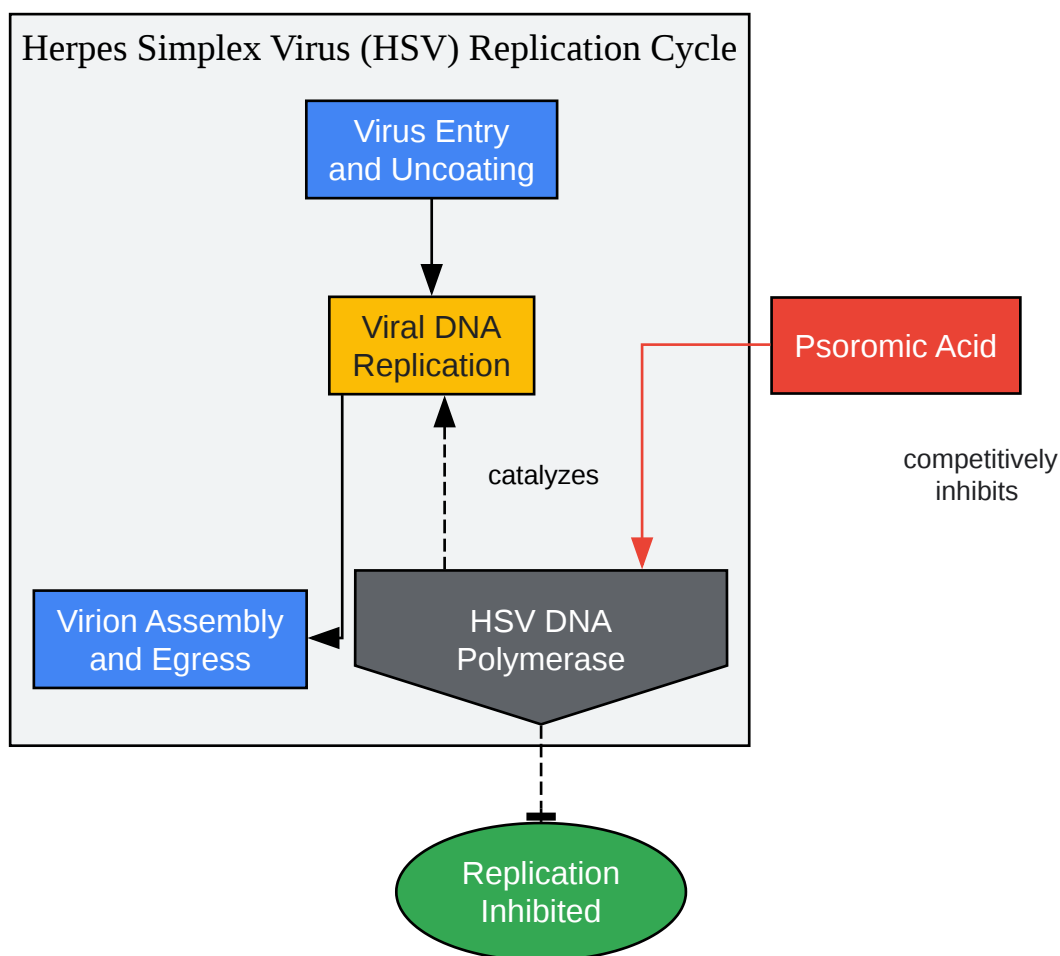 Herpes Simplex Virus (HSV) Replication Cycle
Virus Entry
and Uncoating
Viral DNA
Replication
Psoromic Acid
competitively
inhibits
catalyzes
Virion Assembly
and Egress
HSV DNA
Polymerase
Replication
Inhibited